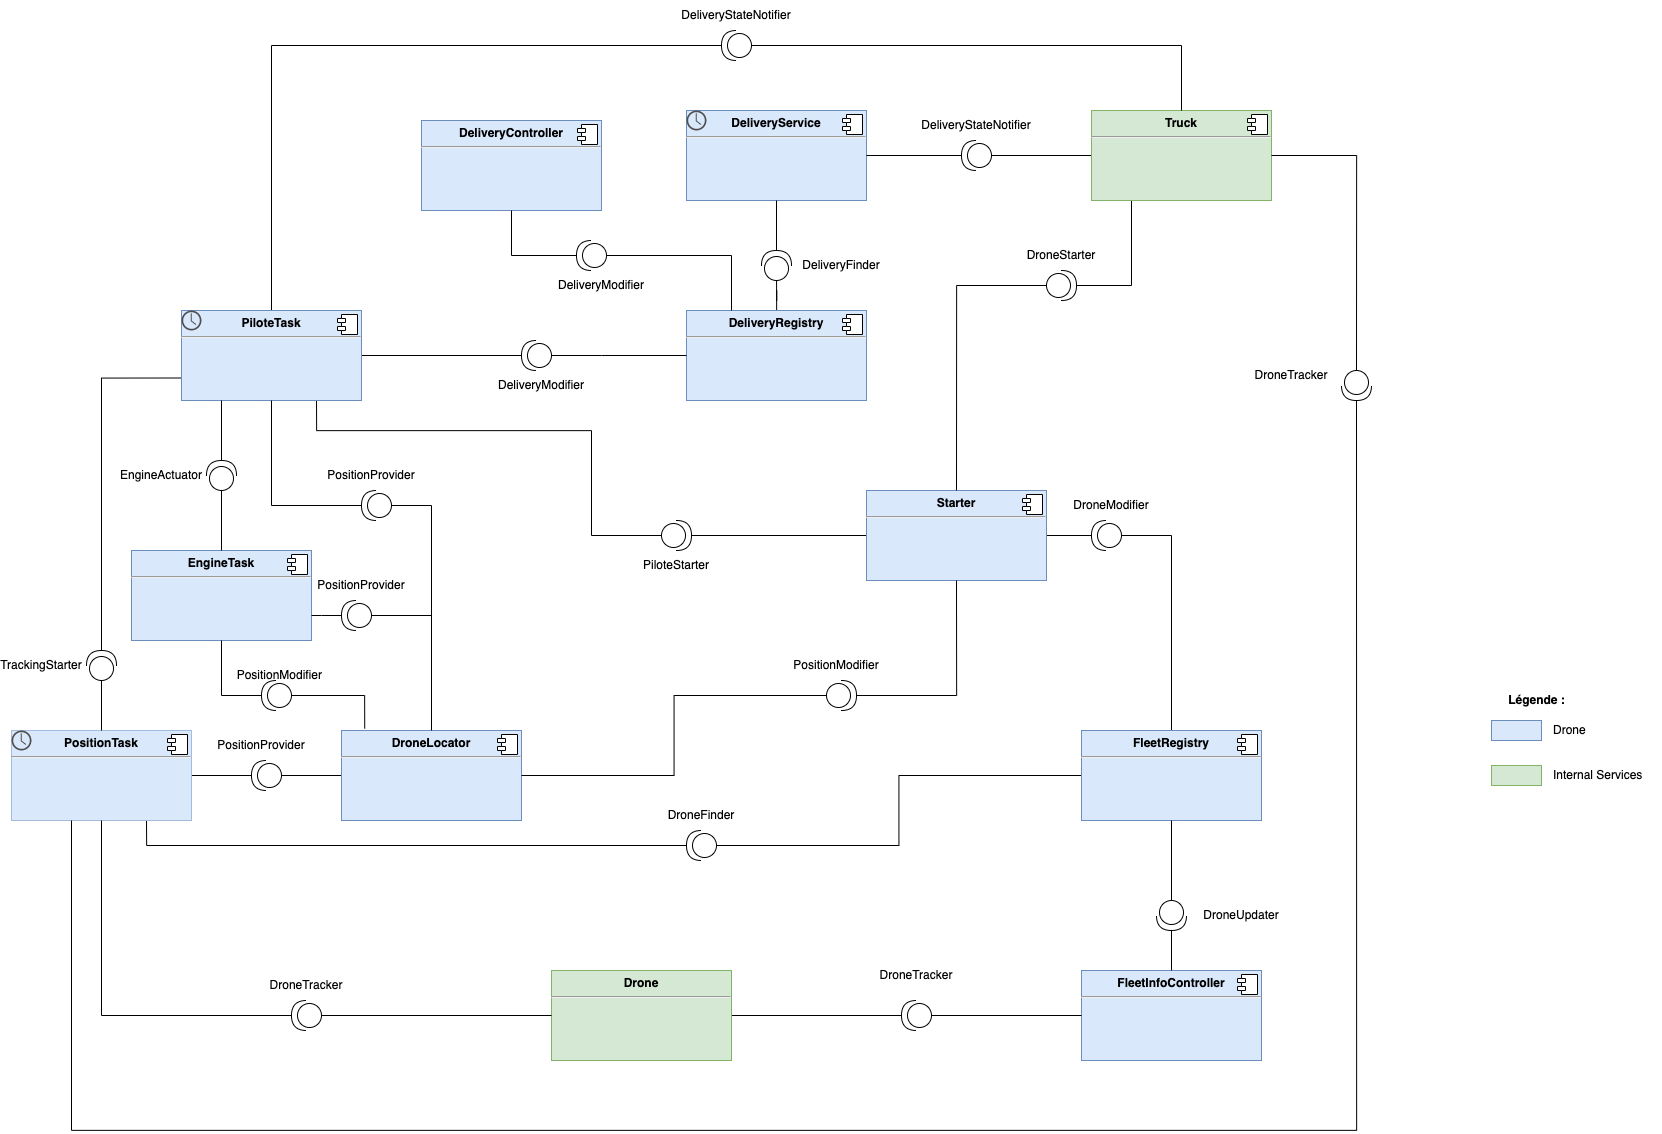 DeliveryStateNotifier
DeliveryController
DeliveryService
DeliveryStateNotifier
Truck
DeliveryModifier
DeliveryFinder
DroneStarter
PiloteTask
DeliveryRegistry
DeliveryModifier
DroneTracker
EngineActuator
PositionProvider
Starter
DroneModifier
EngineTask
PositionProvider
PiloteStarter
TrackingStarter
PositionModifier
PositionModifier
Légende :
Drone
PositionTask
PositionProvider
DroneLocator
FleetRegistry
Internal Services
DroneFinder
DroneUpdater
DroneTracker
Drone
DroneTracker
FleetInfoController